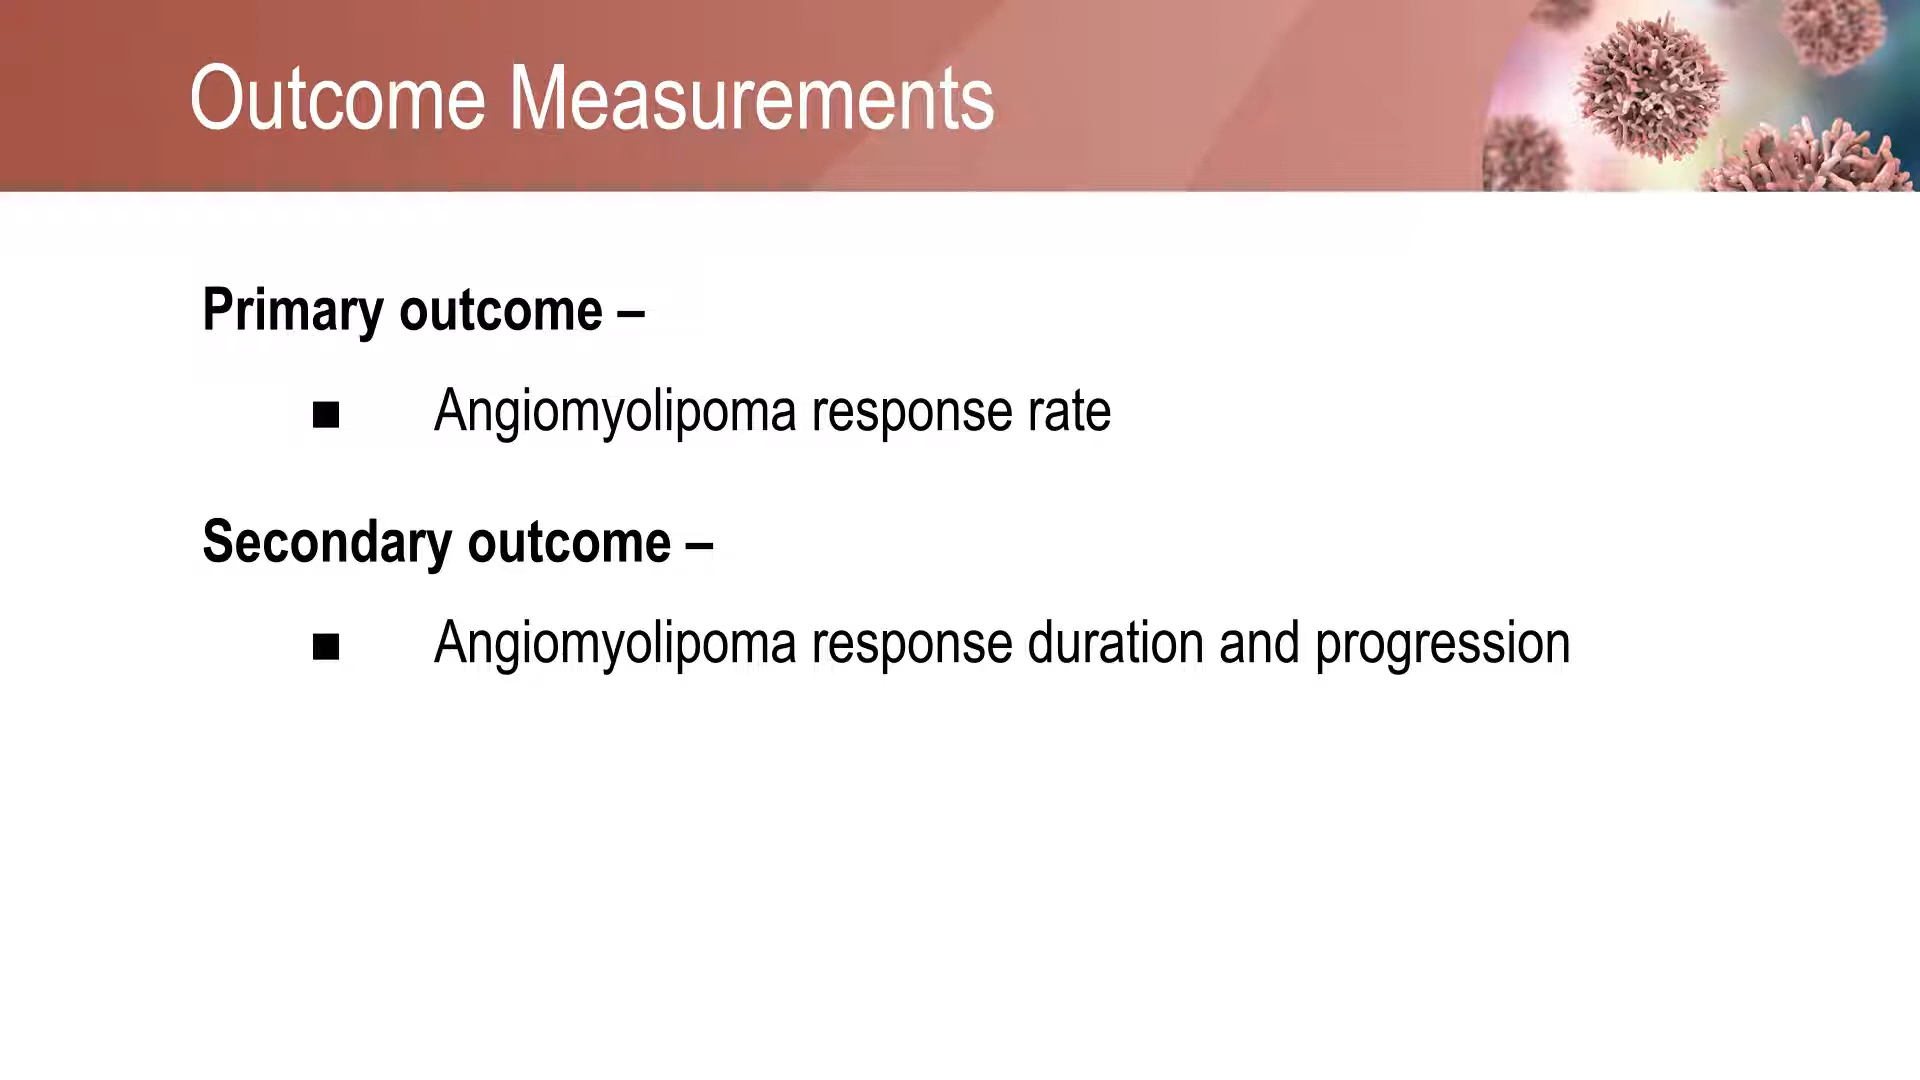 Outcome Measurements
Primary outcome –
■ Angiomyolipoma response rate
Secondary outcome –
■ Angiomyolipoma response duration and progression